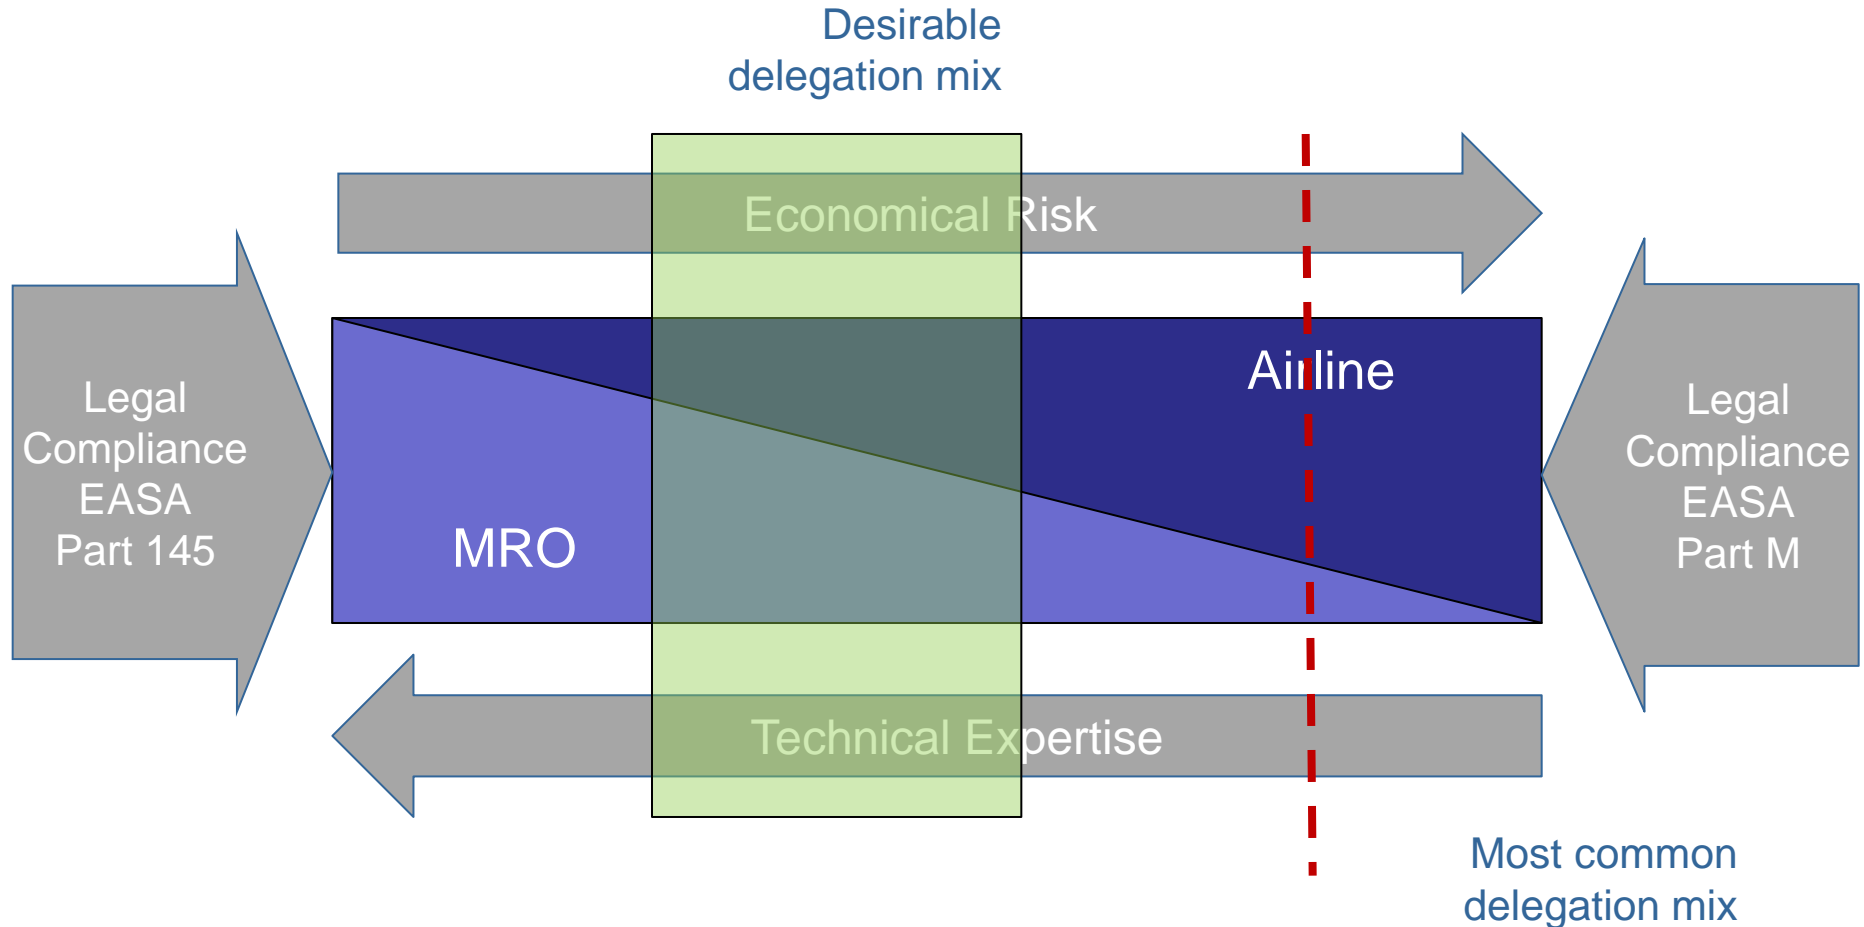 Desirable
delegation mix
Economical Risk
Legal
Compliance
EASA
Part 145
MRO
Airline
Legal
Compliance
EASA
Part M
Technical Expertise
Most common
delegation mix